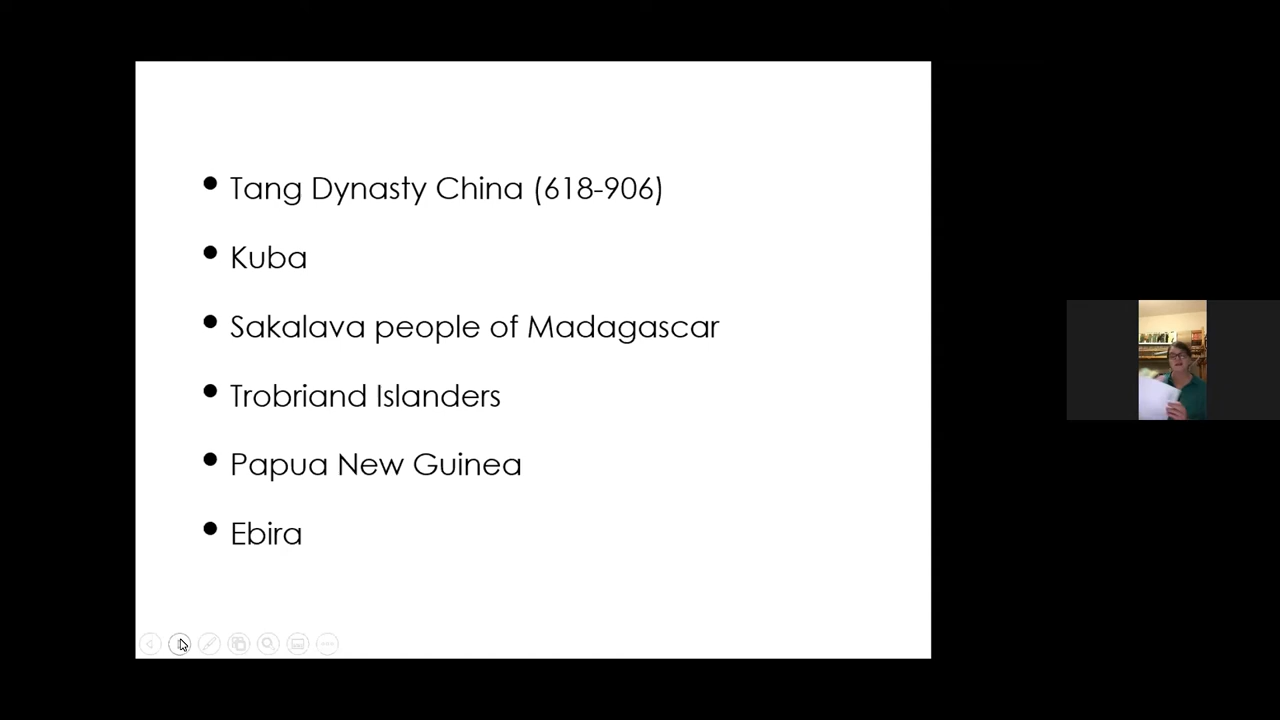 • Tang Dynasty China (618-906)
• Kuba
• Sakalava people of Madagascar
• Trobriand Islanders
• Papua New Guinea
• Ebira